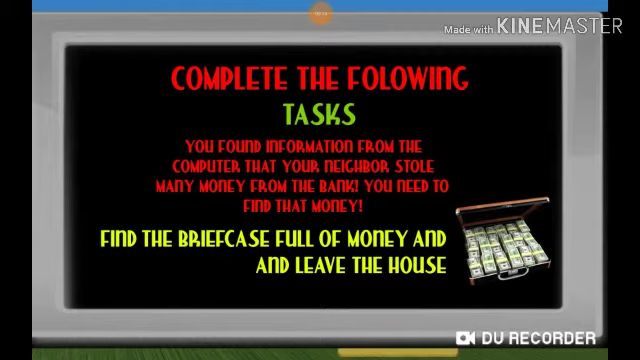 Made with KINEMASTER
COMPLETE THE FOLOWING
TASKS
YOU FOUND INFORMATION FROM THE
COMPUTER THAT YOUR NEIGHBOR STOLE
MANY MONEY FROM THE BANK! YOU NEED TO
FIND THAT MONEY!
FIND THE BRIEFCASE FULL OF MONEY AND
AND LEAVE THE HOUSE
DU RECORDER